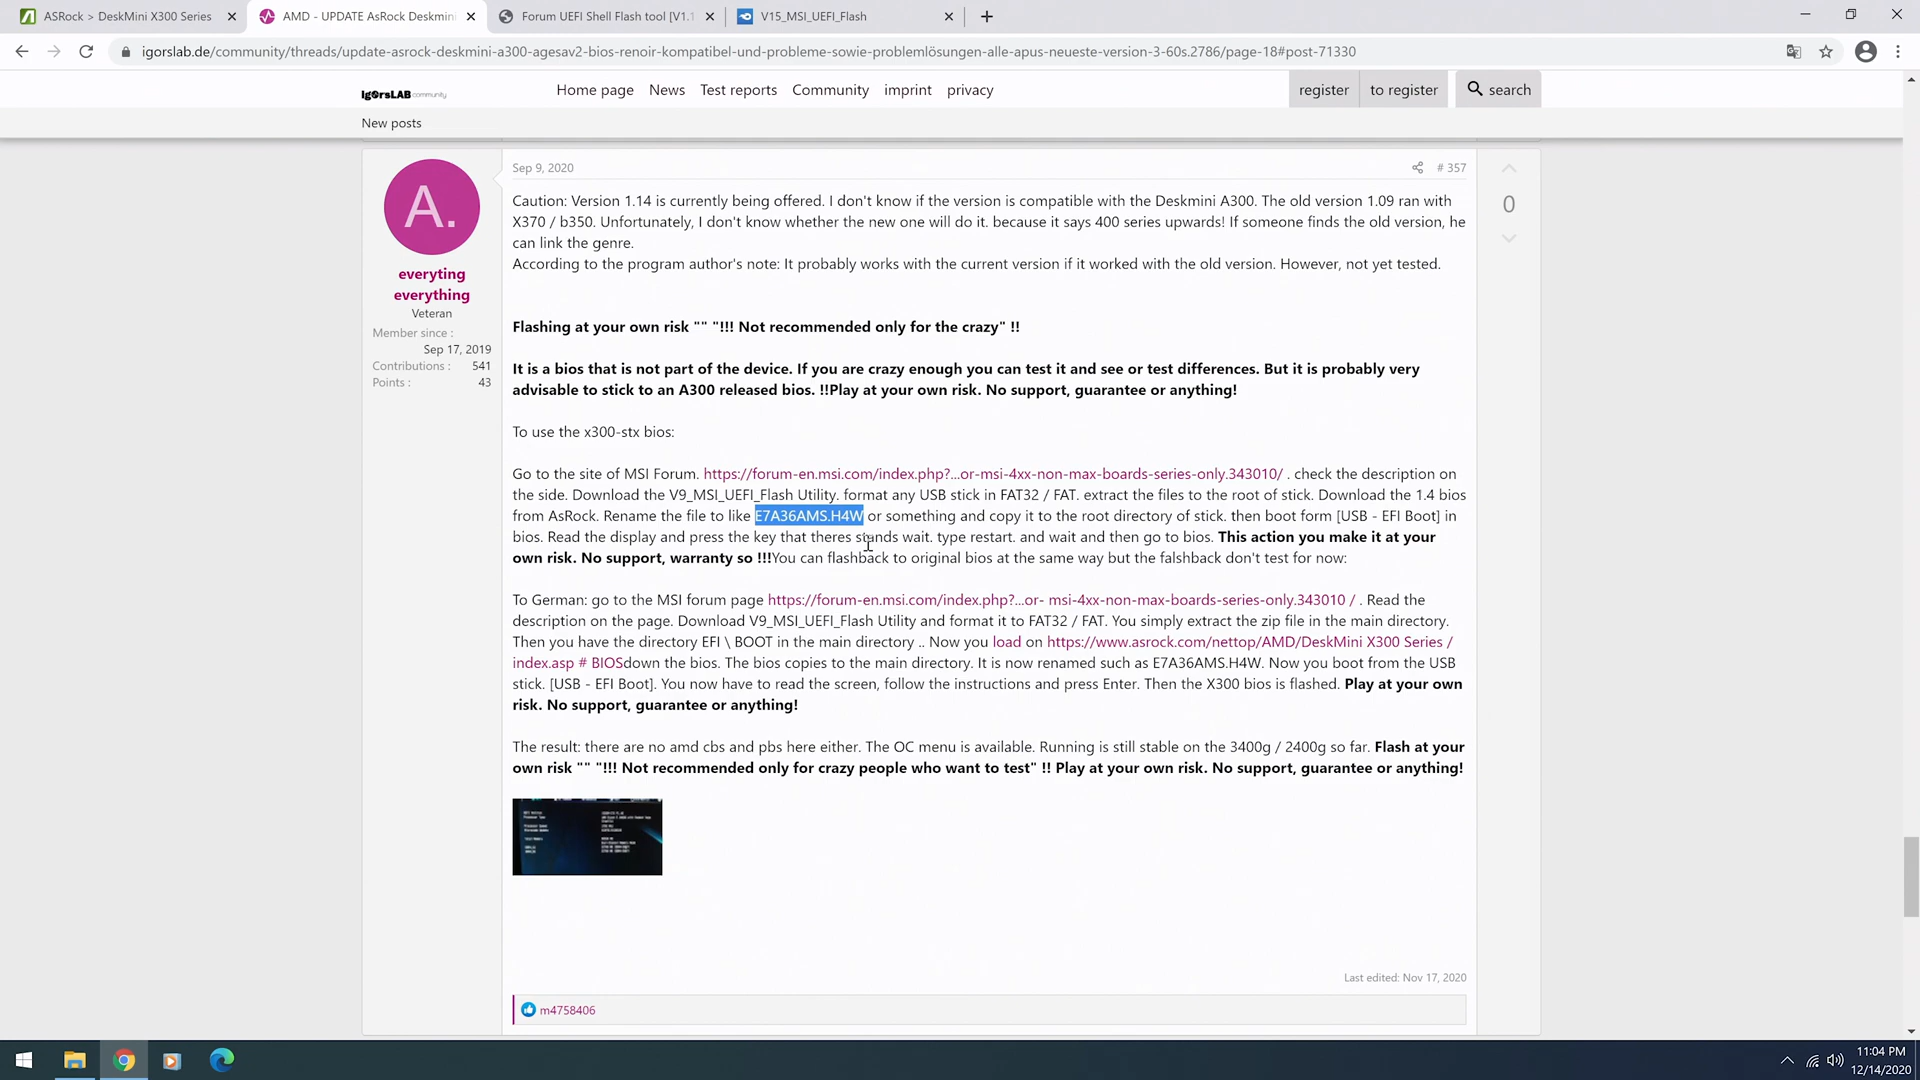 ASRock > DeskMini X300 Series
AMD - UPDATE AsRock Deskmini
Forum UEFI Shell Flash tool [V1.1
V15_MSI_UEFI_Flash
igorslab.de/community/threads/update-asrock-deskmini-a300-agesav2-bios-renoir-kompatibel-und-probleme-sowie-problemlösungen-alle-apus-neueste-version-3-60s.2786/page-18#post-71330
IgorsLAB community
Home page News Test reports Community imprint privacy
register to register search
New posts
Sep 9, 2020
# 357
A.
everyting
everything
Veteran
Member since :
Sep 17, 2019
Contributions : 541
Points : 43
0
Caution: Version 1.14 is currently being offered. I don't know if the version is compatible with the Deskmini A300. The old version 1.09 ran with
X370 / b350. Unfortunately, I don't know whether the new one will do it. because it says 400 series upwards! If someone finds the old version, he
can link the genre.
According to the program author's note: It probably works with the current version if it worked with the old version. However, not yet tested.
Flashing at your own risk "" "!!! Not recommended only for the crazy" !!
It is a bios that is not part of the device. If you are crazy enough you can test it and see or test differences. But it is probably very
advisable to stick to an A300 released bios. !!Play at your own risk. No support, guarantee or anything!
To use the x300-stx bios:
Go to the site of MSI Forum. https://forum-en.msi.com/index.php?...or-msi-4xx-non-max-boards-series-only.343010/ . check the description on
the side. Download the V9_MSI_UEFI_Flash Utility. format any USB stick in FAT32 / FAT. extract the files to the root of stick. Download the 1.4 bios
from AsRock. Rename the file to like E7A36AMS.H4W or something and copy it to the root directory of stick. then boot form [USB - EFI Boot] in
bios. Read the display and press the key that theres stands wait. type restart. and wait and then go to bios. This action you make it at your
own risk. No support, warranty so !!!You can flashback to original bios at the same way but the falshback don't test for now:
To German: go to the MSI forum page https://forum-en.msi.com/index.php?...or- msi-4xx-non-max-boards-series-only.343010 / . Read the
description on the page. Download V9_MSI_UEFI_Flash Utility and format it to FAT32 / FAT. You simply extract the zip file in the main directory.
Then you have the directory EFI \ BOOT in the main directory .. Now you load on https://www.asrock.com/nettop/AMD/DeskMini X300 Series /
index.asp # BIOSdown the bios. The bios copies to the main directory. It is now renamed such as E7A36AMS.H4W. Now you boot from the USB
stick. [USB - EFI Boot]. You now have to read the screen, follow the instructions and press Enter. Then the X300 bios is flashed. Play at your own
risk. No support, guarantee or anything!
The result: there are no amd cbs and pbs here either. The OC menu is available. Running is still stable on the 3400g / 2400g so far. Flash at your
own risk "" "!!! Not recommended only for crazy people who want to test" !! Play at your own risk. No support, guarantee or anything!
Last edited: Nov 17, 2020
m4758406
11:04 PM
12/14/2020